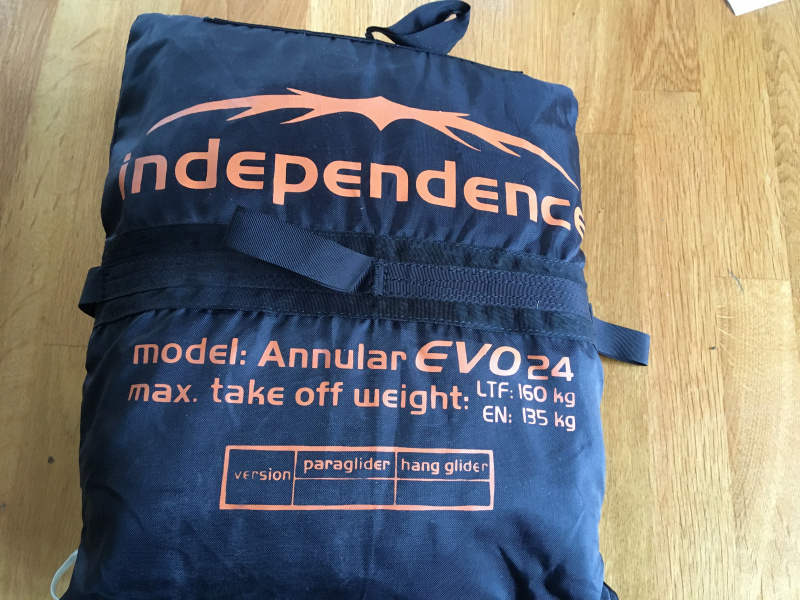 independence
model: Annular EVO 24
max. take off weight: LTF: 160 kg
EN: 135 kg
version paraglider hang glider